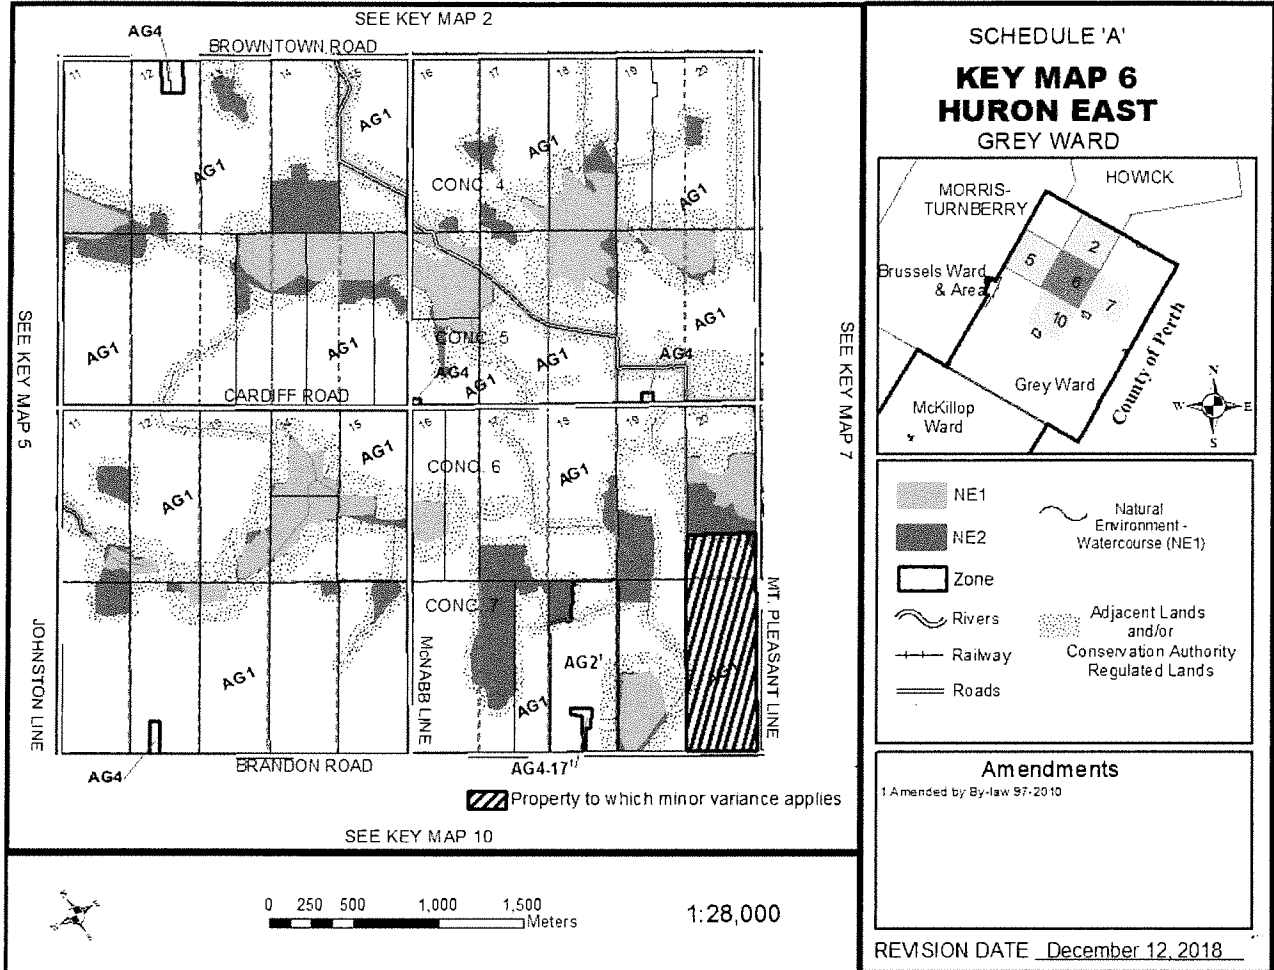 SEE KEY MAP 2
AG4
BROWNTOWN ROAD
11 12 13 14 15 16 17 18 19 20
AG1
AG1
AG1
AG1
CONC. 4
SEE KEY MAP 5
SEE KEY MAP 7
AG1
AG1
CONC. 5
AG1
AG1
AG1
AG4
AG4
CARDIFF ROAD
11 12 13 14 15 16 17 18 19 20
AG1
AG1
CONC. 6
AG1
JOHNSTON LINE
McNABB LINE
MT. PLEASANT LINE
CONC. 7
AG1
AG1
AG2¹
AG1
AG4
BRANDON ROAD
AG4-17¹/
Property to which minor variance applies
SEE KEY MAP 10
N
E
S
W
0 250 500 1,000 1,500
Meters
1:28,000
SCHEDULE 'A'
KEY MAP 6
HURON EAST
GREY WARD
HOWICK
MORRIS-
TURNBERRY
2
5
6
7
10
Brussels Ward
& Area
County of Perth
Grey Ward
McKillop
Ward
N
W E
S
NE1
NE2
Zone
Rivers
Railway
Roads
Natural
Environment -
Watercourse (NE1)
Adjacent Lands
and/or
Conservation Authority
Regulated Lands
Amendments
1 Amended by By-law 97-2010
REVISION DATE December 12, 2018